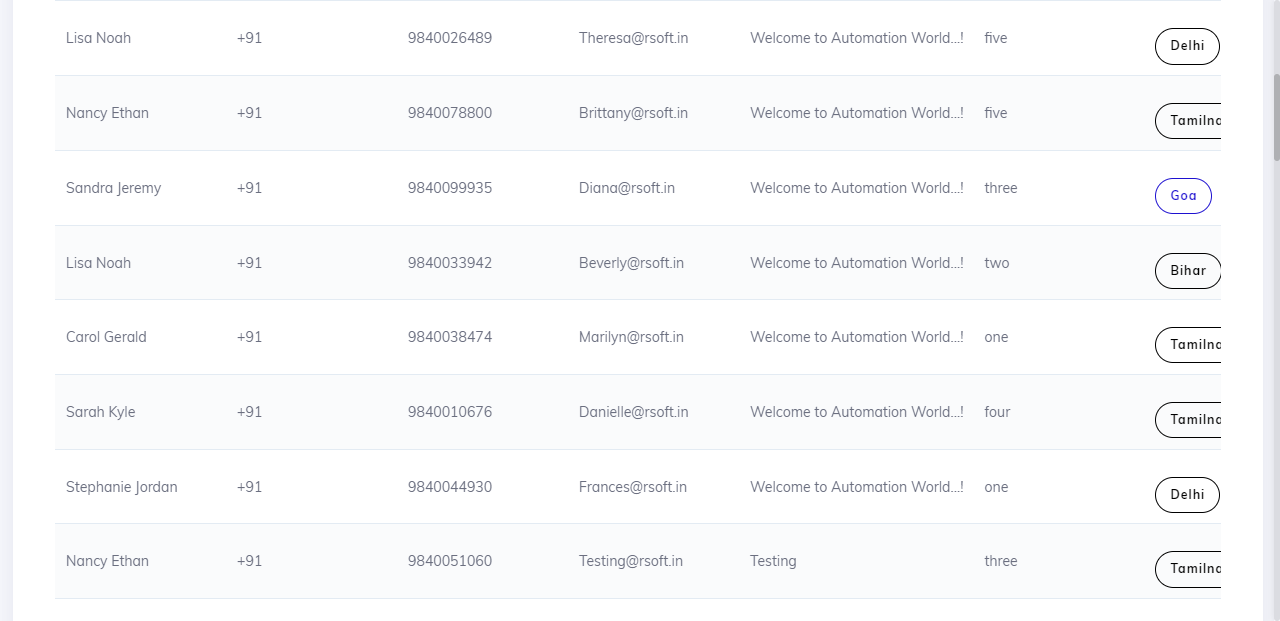 Lisa Noah +91 9840026489 Theresa@rsoft.in Welcome to Automation World...! five Delhi
Nancy Ethan +91 9840078800 Brittany@rsoft.in Welcome to Automation World...! five Tamilna
Sandra Jeremy +91 9840099935 Diana@rsoft.in Welcome to Automation World...! three Goa
Lisa Noah +91 9840033942 Beverly@rsoft.in Welcome to Automation World...! two Bihar
Carol Gerald +91 9840038474 Marilyn@rsoft.in Welcome to Automation World...! one Tamilna
Sarah Kyle +91 9840010676 Danielle@rsoft.in Welcome to Automation World...! four Tamilna
Stephanie Jordan +91 9840044930 Frances@rsoft.in Welcome to Automation World...! one Delhi
Nancy Ethan +91 9840051060 Testing@rsoft.in Testing three Tamilna